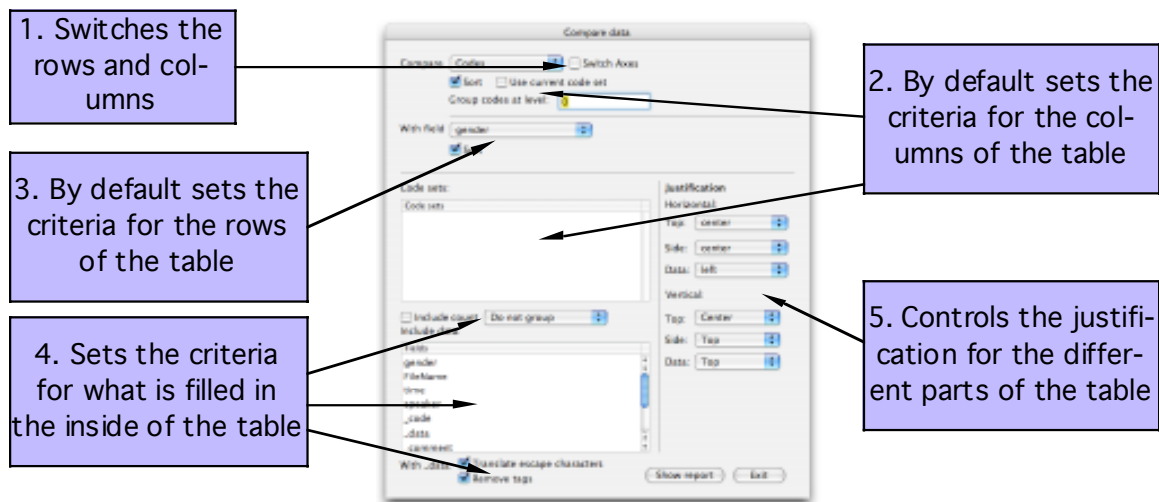 1. Switches the
rows and col-
umns
2. By default sets the
criteria for the col-
umns of the table
3. By default sets the
criteria for the rows
of the table
4. Sets the criteria
for what is filled in
the inside of the table
5. Controls the justifi-
cation for the differ-
ent parts of the table
Compare data
Compare Codes Switch Axes
Sort Use current code set
Group codes at level: 0
With field gender
Code sets:
Code sets
Justification
Horizontal:
Top: center
Side: center
Data: left
Vertical:
Top: Center
Side: Top
Data: Top
Include count Do not group
Include data
Fields
gender
FileName
time
speaker
_code
_data
_comment
With _data: Translate escape characters
Remove tags
Show report Exit